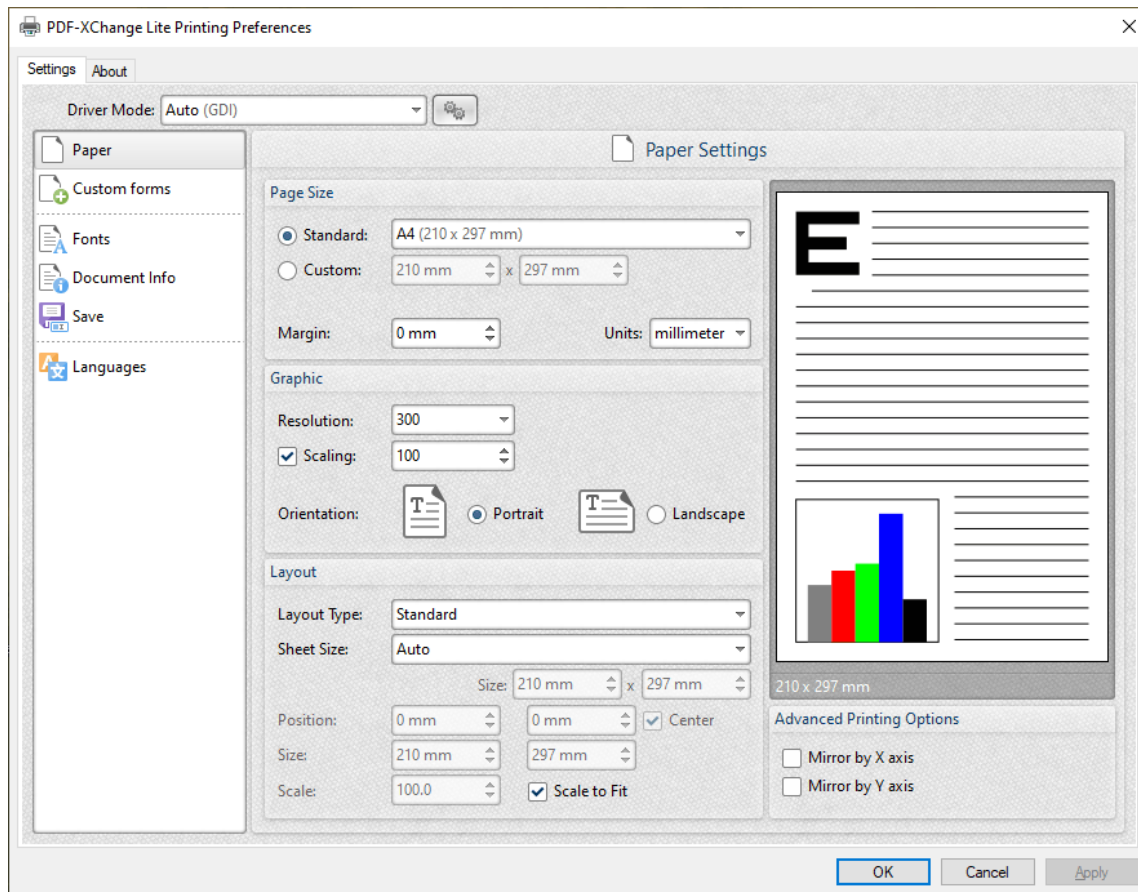 PDF-XChange Lite Printing Preferences
Settings About
Driver Mode: Auto (GDI)
Paper
Custom forms
Fonts
Document Info
Save
Languages
Paper Settings
Page Size
Standard: A4 (210 x 297 mm)
Custom: 210 mm x 297 mm
Margin: 0 mm Units: millimeter
Graphic
Resolution: 300
Scaling: 100
Orientation: T Portrait T Landscape
Layout
Layout Type: Standard
Sheet Size: Auto
Size: 210 mm x 297 mm
Position: 0 mm 0 mm Center
Size: 210 mm 297 mm
Scale: 100.0 Scale to Fit
E
210 x 297 mm
Advanced Printing Options
Mirror by X axis
Mirror by Y axis
OK Cancel Apply